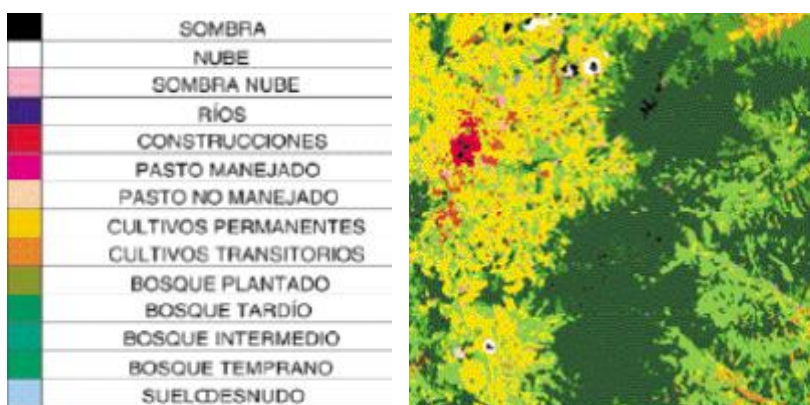 SOMBRA
NUBE
SOMBRA NUBE
RÍOS
CONSTRUCCIONES
PASTO MANEJADO
PASTO NO MANEJADO
CULTIVOS PERMANENTES
CULTIVOS TRANSITORIOS
BOSQUE PLANTADO
BOSQUE TARDÍO
BOSQUE INTERMEDIO
BOSQUE TEMPRANO
SUELODESNUDO